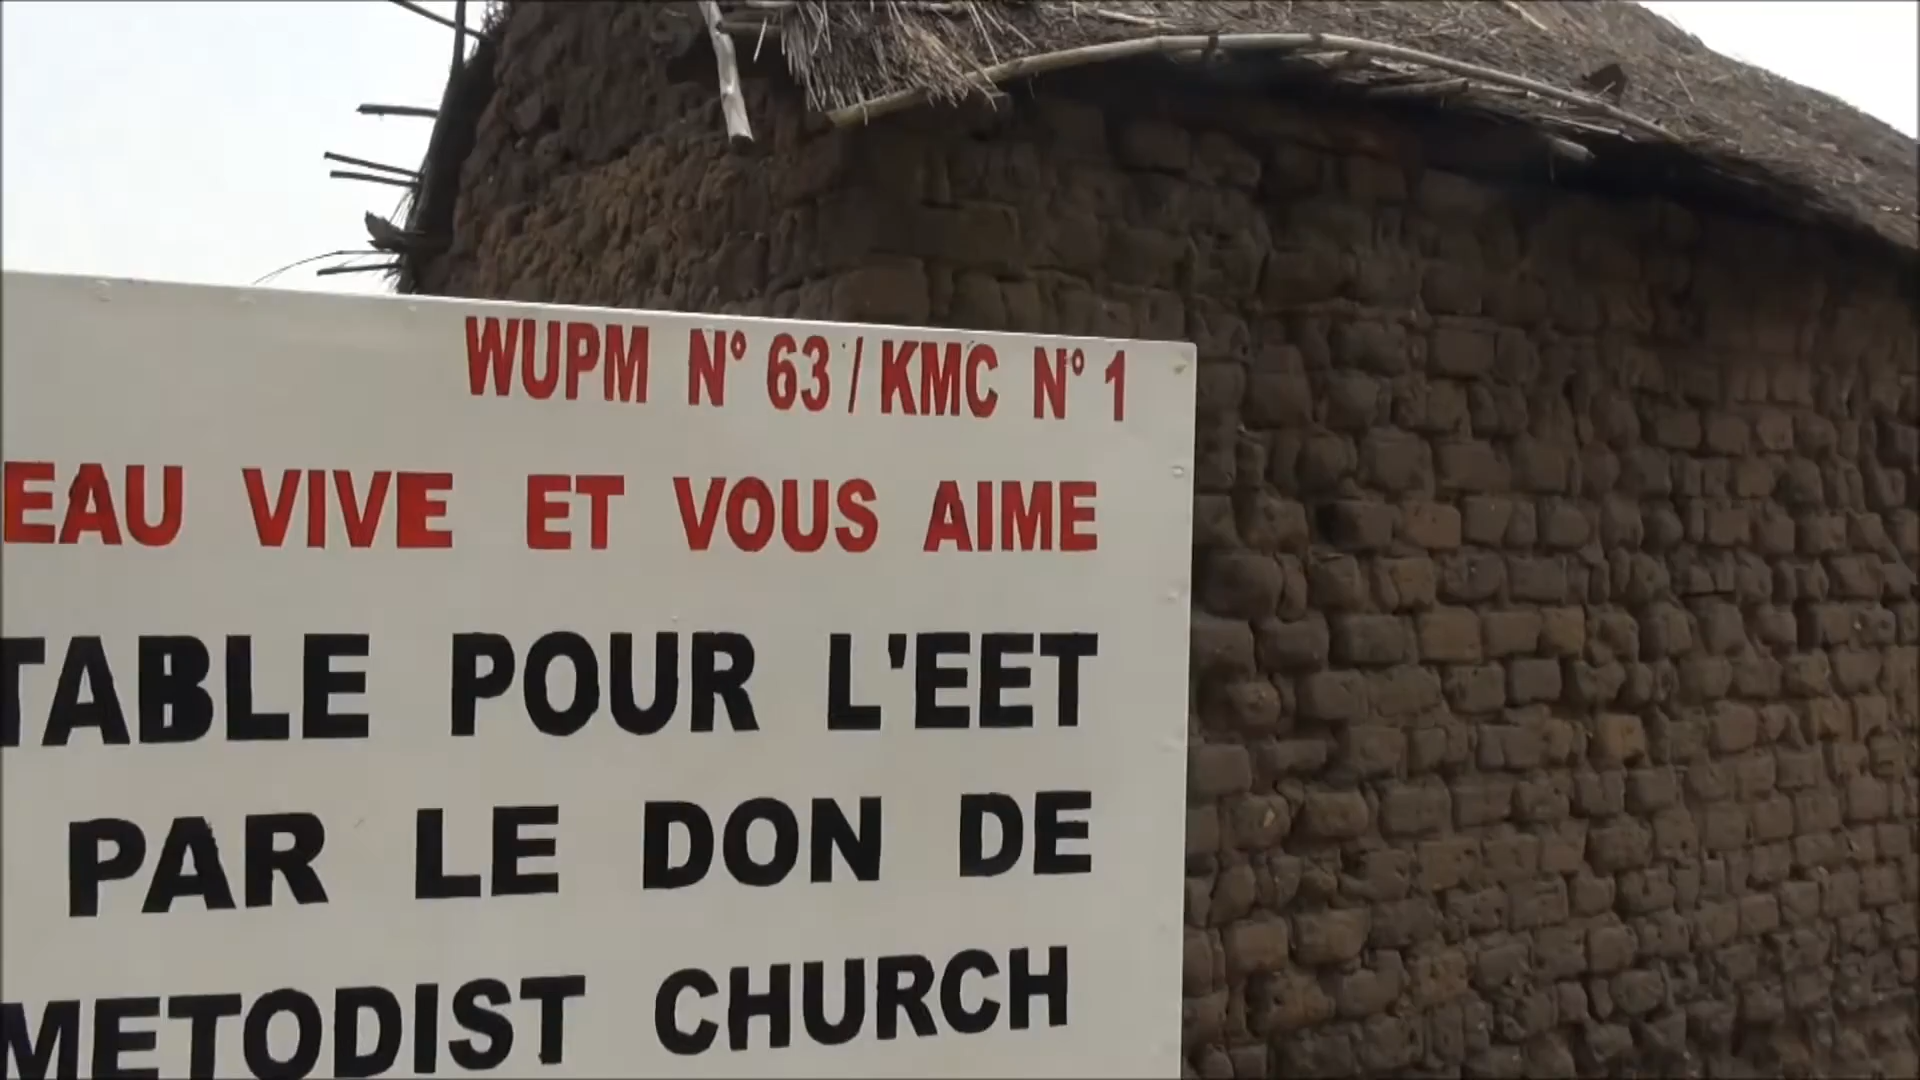 WUPM N° 63 / KMC N° 1
EAU VIVE ET VOUS AIME
TABLE POUR L'EET
PAR LE DON DE
METODIST CHURCH